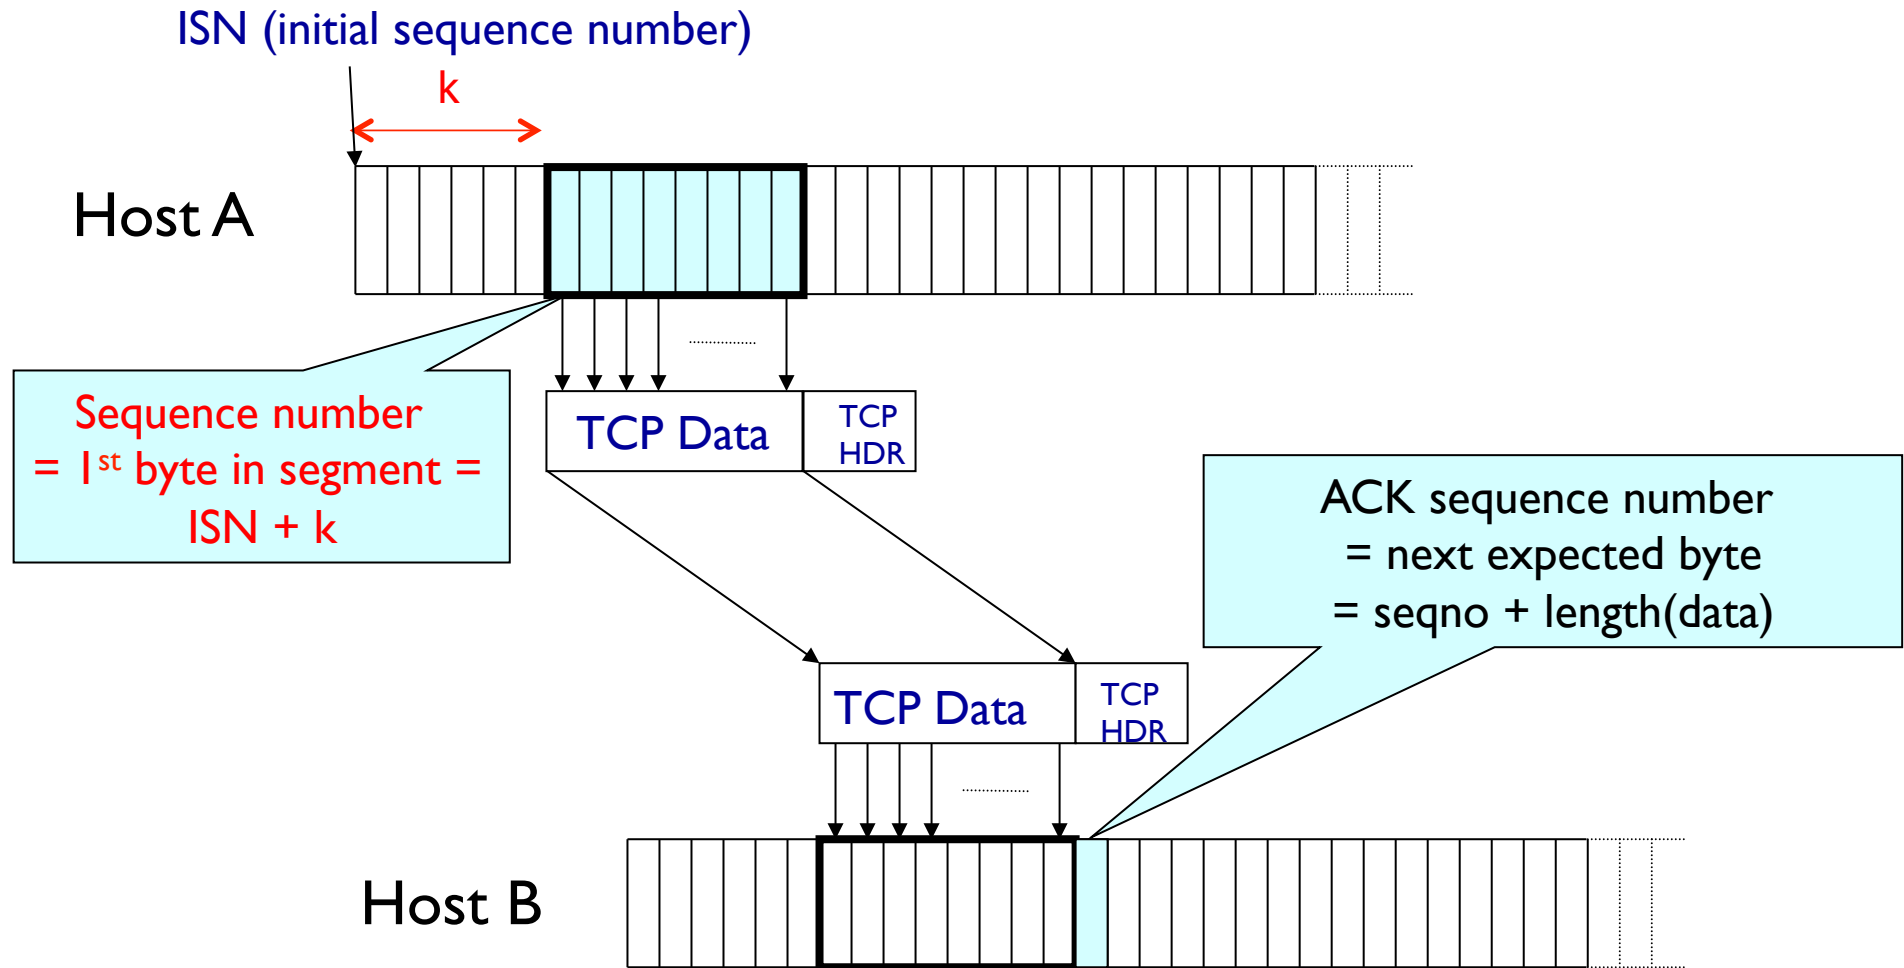 ISN (initial sequence number)
k
Host A
Sequence number
= 1st byte in segment =
ISN + k
TCP Data
TCP
HDR
ACK sequence number
= next expected byte
= seqno + length(data)
TCP Data
TCP
HDR
Host B